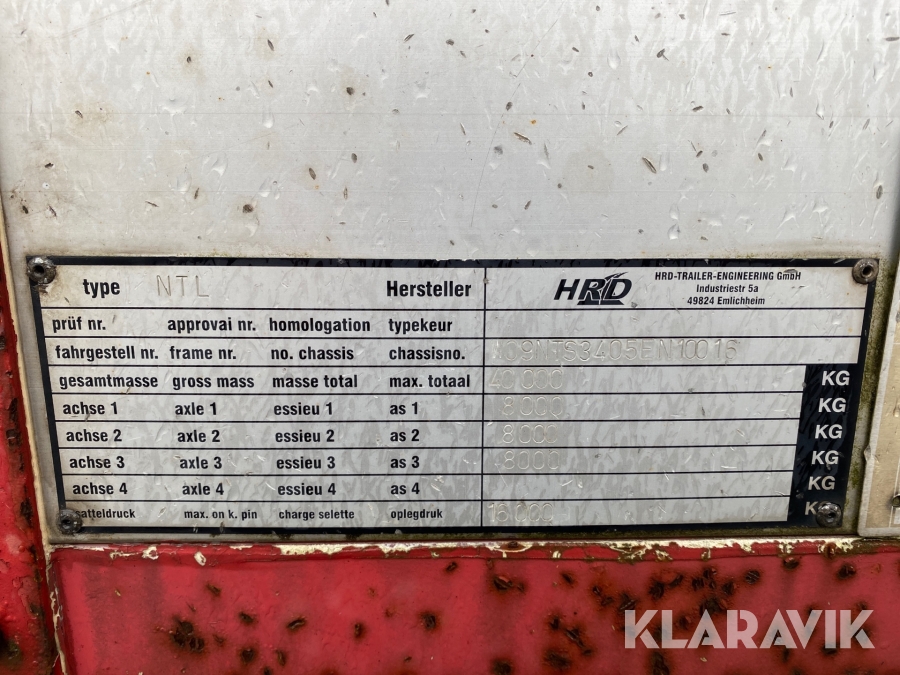 type NTL Hersteller HRD HRD-TRAILER-ENGINEERING GmbH
Industriestr 5a
49824 Emlichheim
prüf nr. approvai nr. homologation typekeur
fahrgestell nr. frame nr. no. chassis chassisno.
gesamtmasse gross mass masse total max. totaal 40000 KG
achse 1 axle 1 essieu 1 as 1 8000 KG
achse 2 axle 2 essieu 2 as 2 8000 KG
achse 3 axle 3 essieu 3 as 3 8000 KG
achse 4 axle 4 essieu 4 as 4 KG
satteldruck max. on k. pin charge selette oplegdruk 16000 KG
KLARAVIK